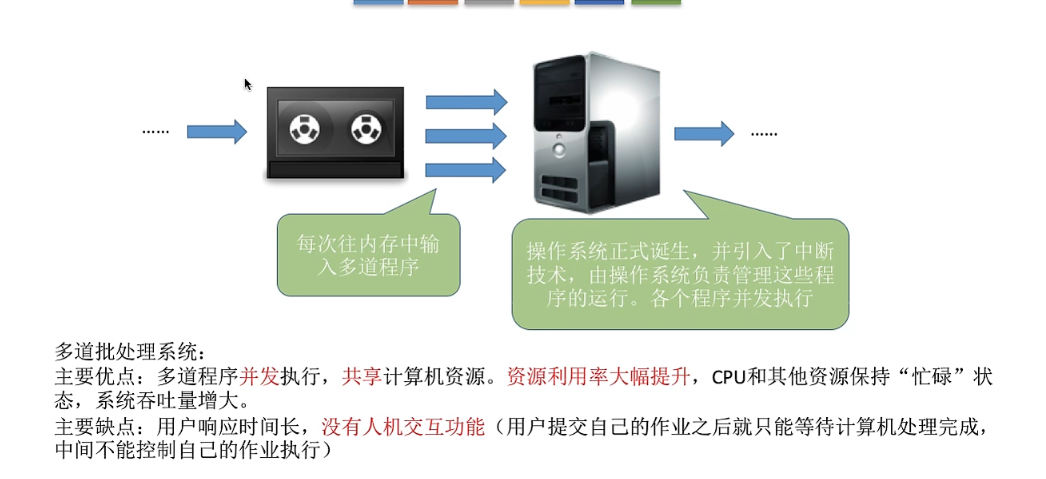 ……
……
每次往内存中输
入多道程序
操作系统正式诞生，并引入了中断
技术，由操作系统负责管理这些程
序的运行。各个程序并发执行
多道批处理系统：
主要优点：多道程序并发执行，共享计算机资源。资源利用率大幅提升，CPU和其他资源保持“忙碌”状
态，系统吞吐量增大。
主要缺点：用户响应时间长，没有人机交互功能（用户提交自己的作业之后就只能等待计算机处理完成，
中间不能控制自己的作业执行）